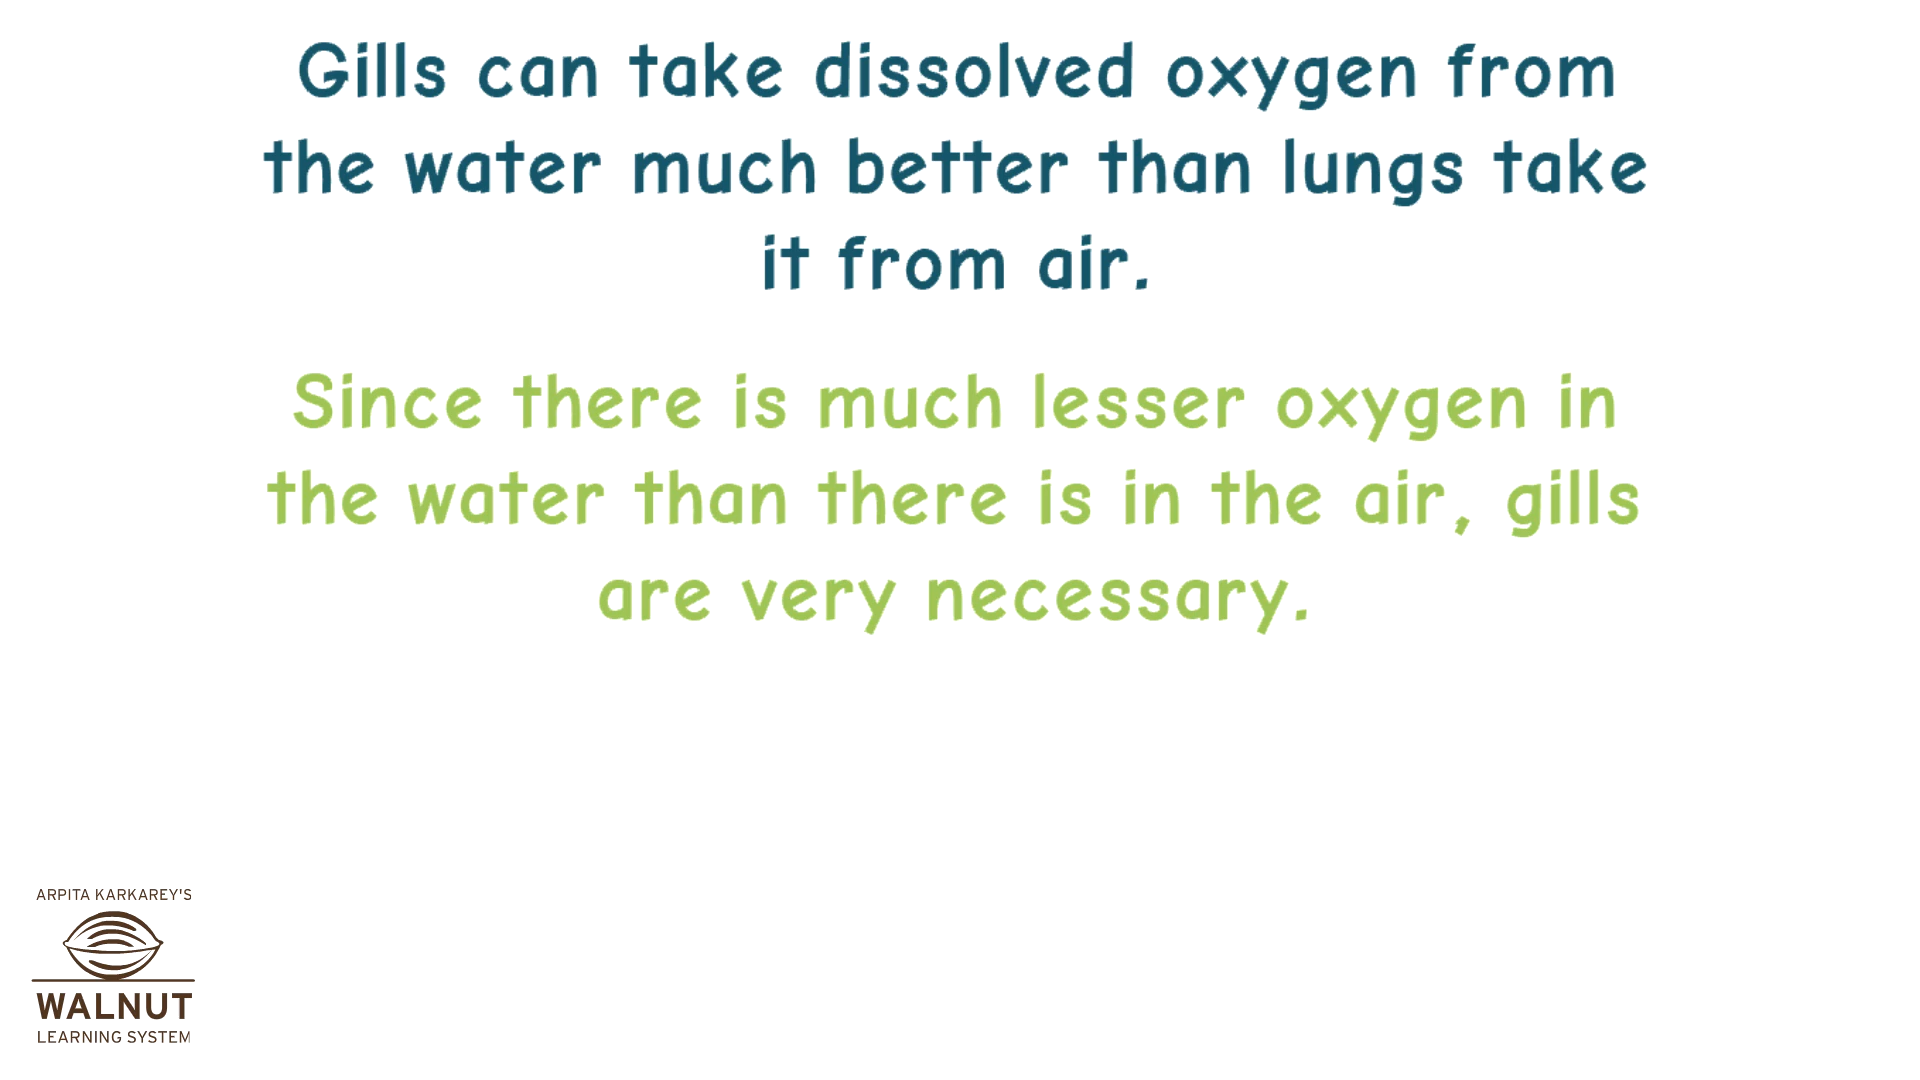 Gills can take dissolved oxygen from
the water much better than lungs take
it from air.
Since there is much lesser oxygen in
the water than there is in the air, gills
are very necessary.
ARPITA KARKAREY'S
WALNUT
LEARNING SYSTEM